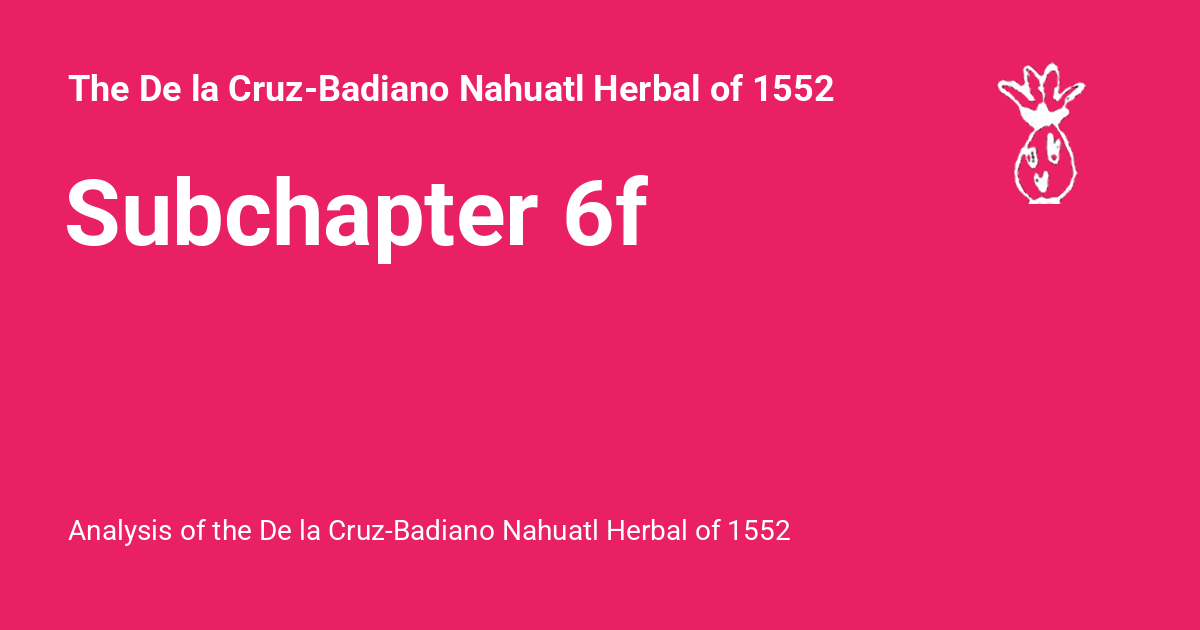 The De la Cruz-Badiano Nahuatl Herbal of 1552
Subchapter 6f
Analysis of the De la Cruz-Badiano Nahuatl Herbal of 1552